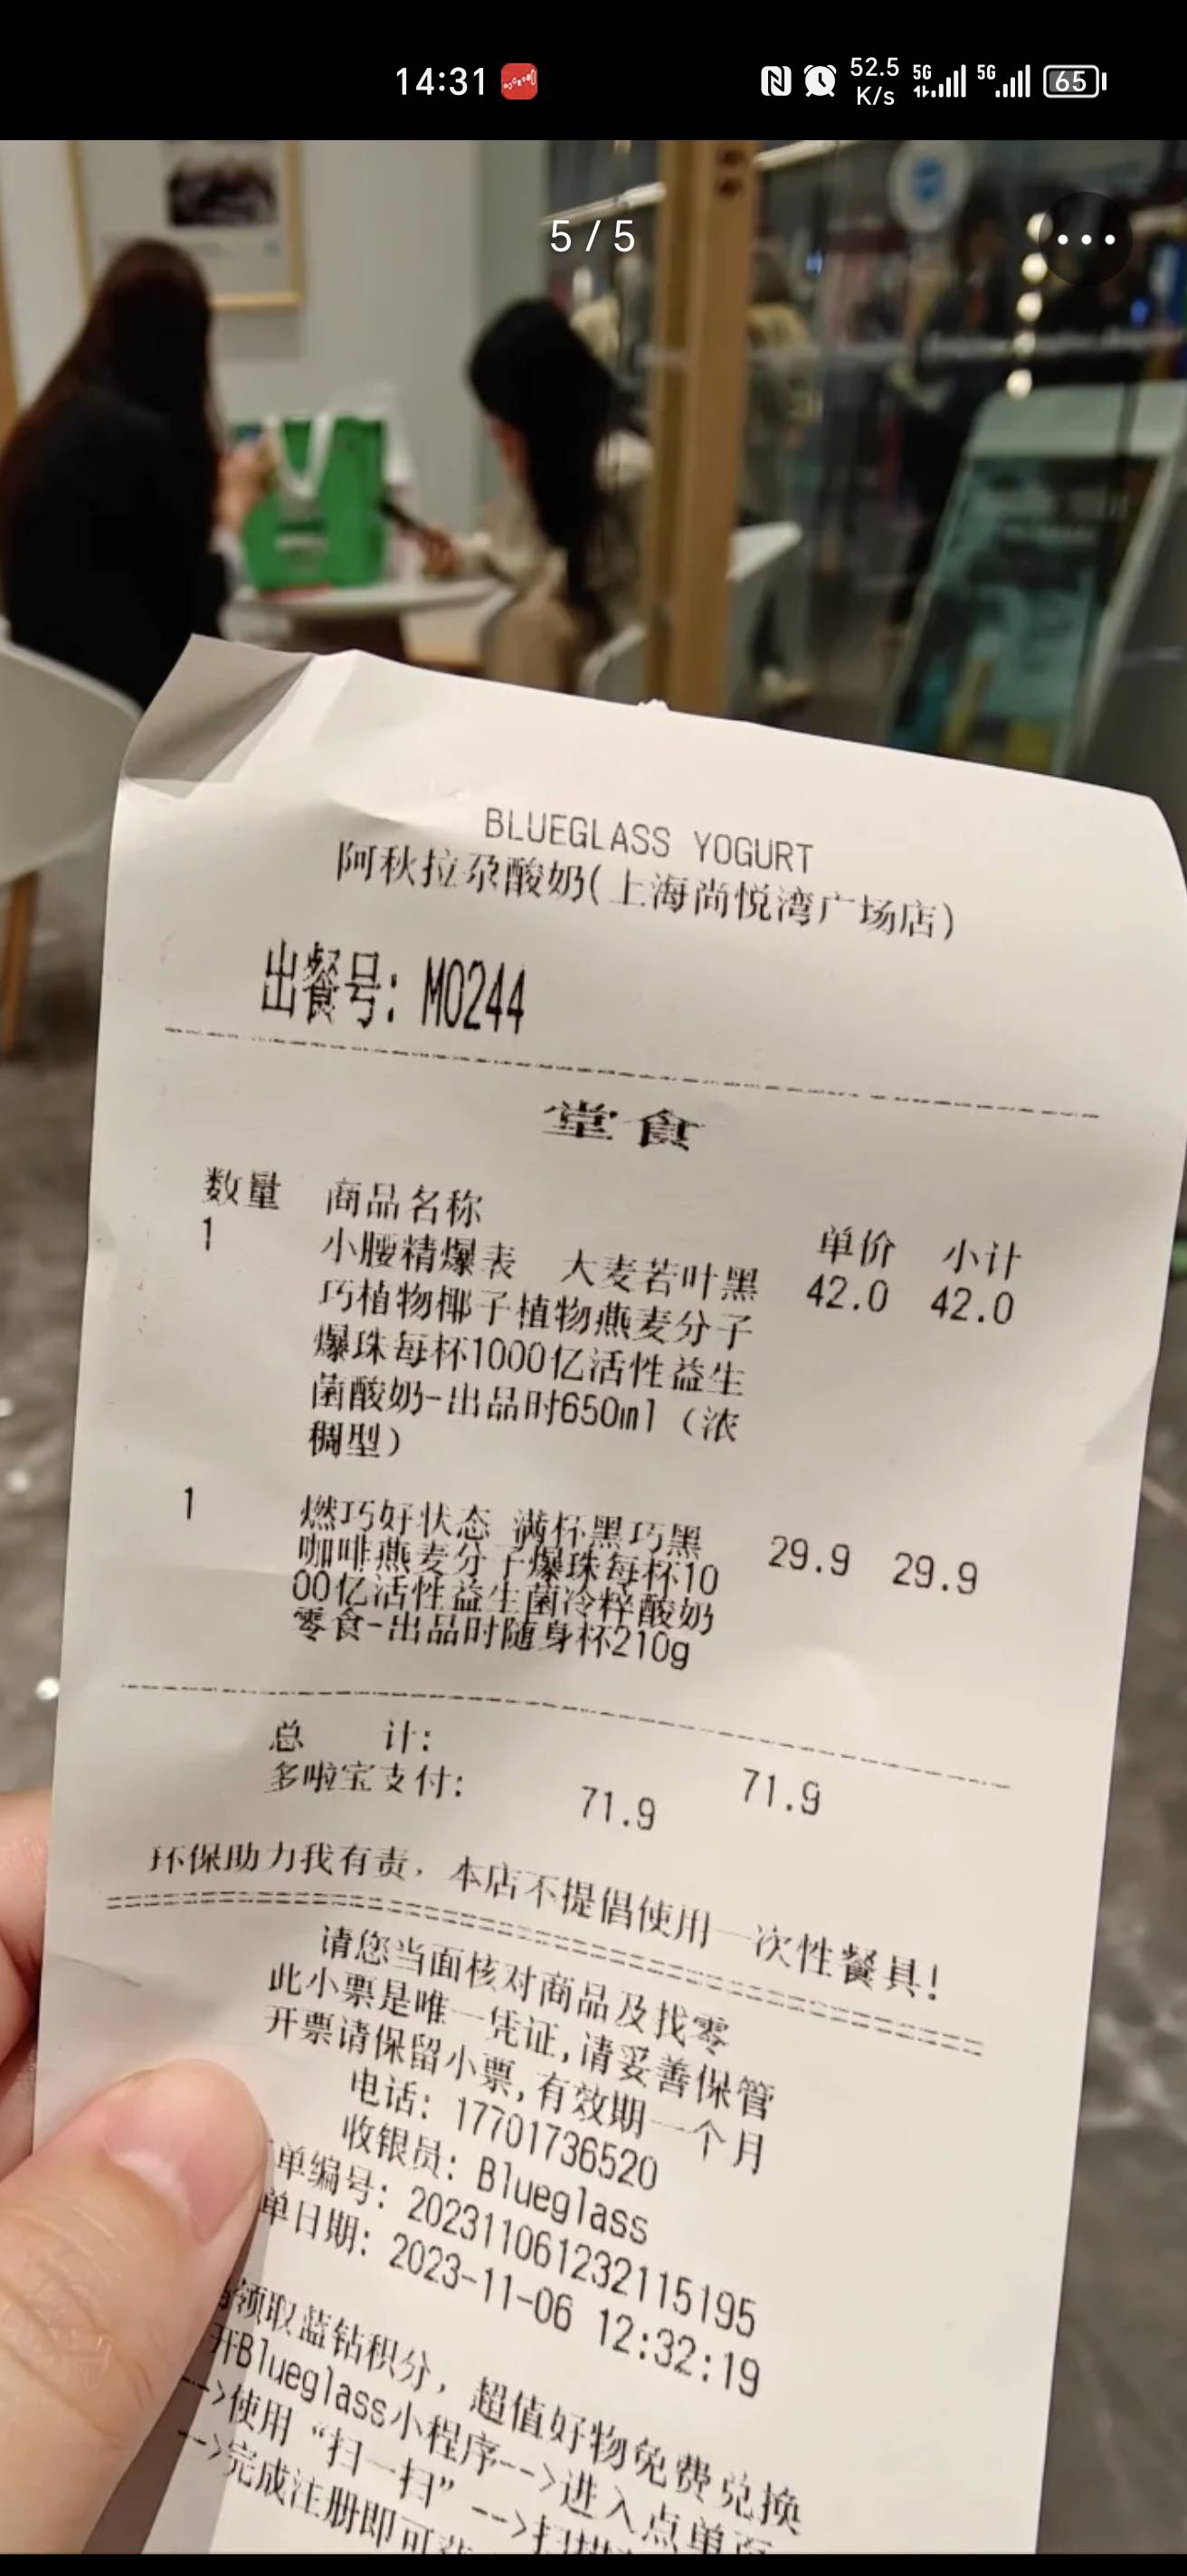 14:31
52.5
K/s
5G
5G
65
5 / 5
BLUEGLASS YOGURT
阿秋拉尕酸奶(上海尚悦湾广场店)
出餐号: M0244
堂食
数量 商品名称 单价 小计
1 小腰精爆表 大麦若叶黑 42.0 42.0
巧植物椰子植物燕麦分子
爆珠每杯1000亿活性益生
菌酸奶-出品时650ml (浓
稠型)
1 燃巧好状态 满杯黑巧黑 29.9 29.9
咖啡燕麦分子爆珠每杯10
00亿活性益生菌冷粹酸奶
零食-出品时随身杯210g
总 计: 71.9
多啦宝支付: 71.9
环保助力我有责, 本店不提倡使用一次性餐具!
请您当面核对商品及找零
此小票是唯一凭证,请妥善保管
开票请保留小票,有效期一个月
电话: 17701736520
收银员: Blueglass
单编号: 20231106123211519​5
单日期: 2023-11-06 12:32:19
领取蓝钻积分, 超值好物免费兑换
开Blueglass小程序-->进入点单
-->使用“扫一扫” -->扫
-->完成注册即可